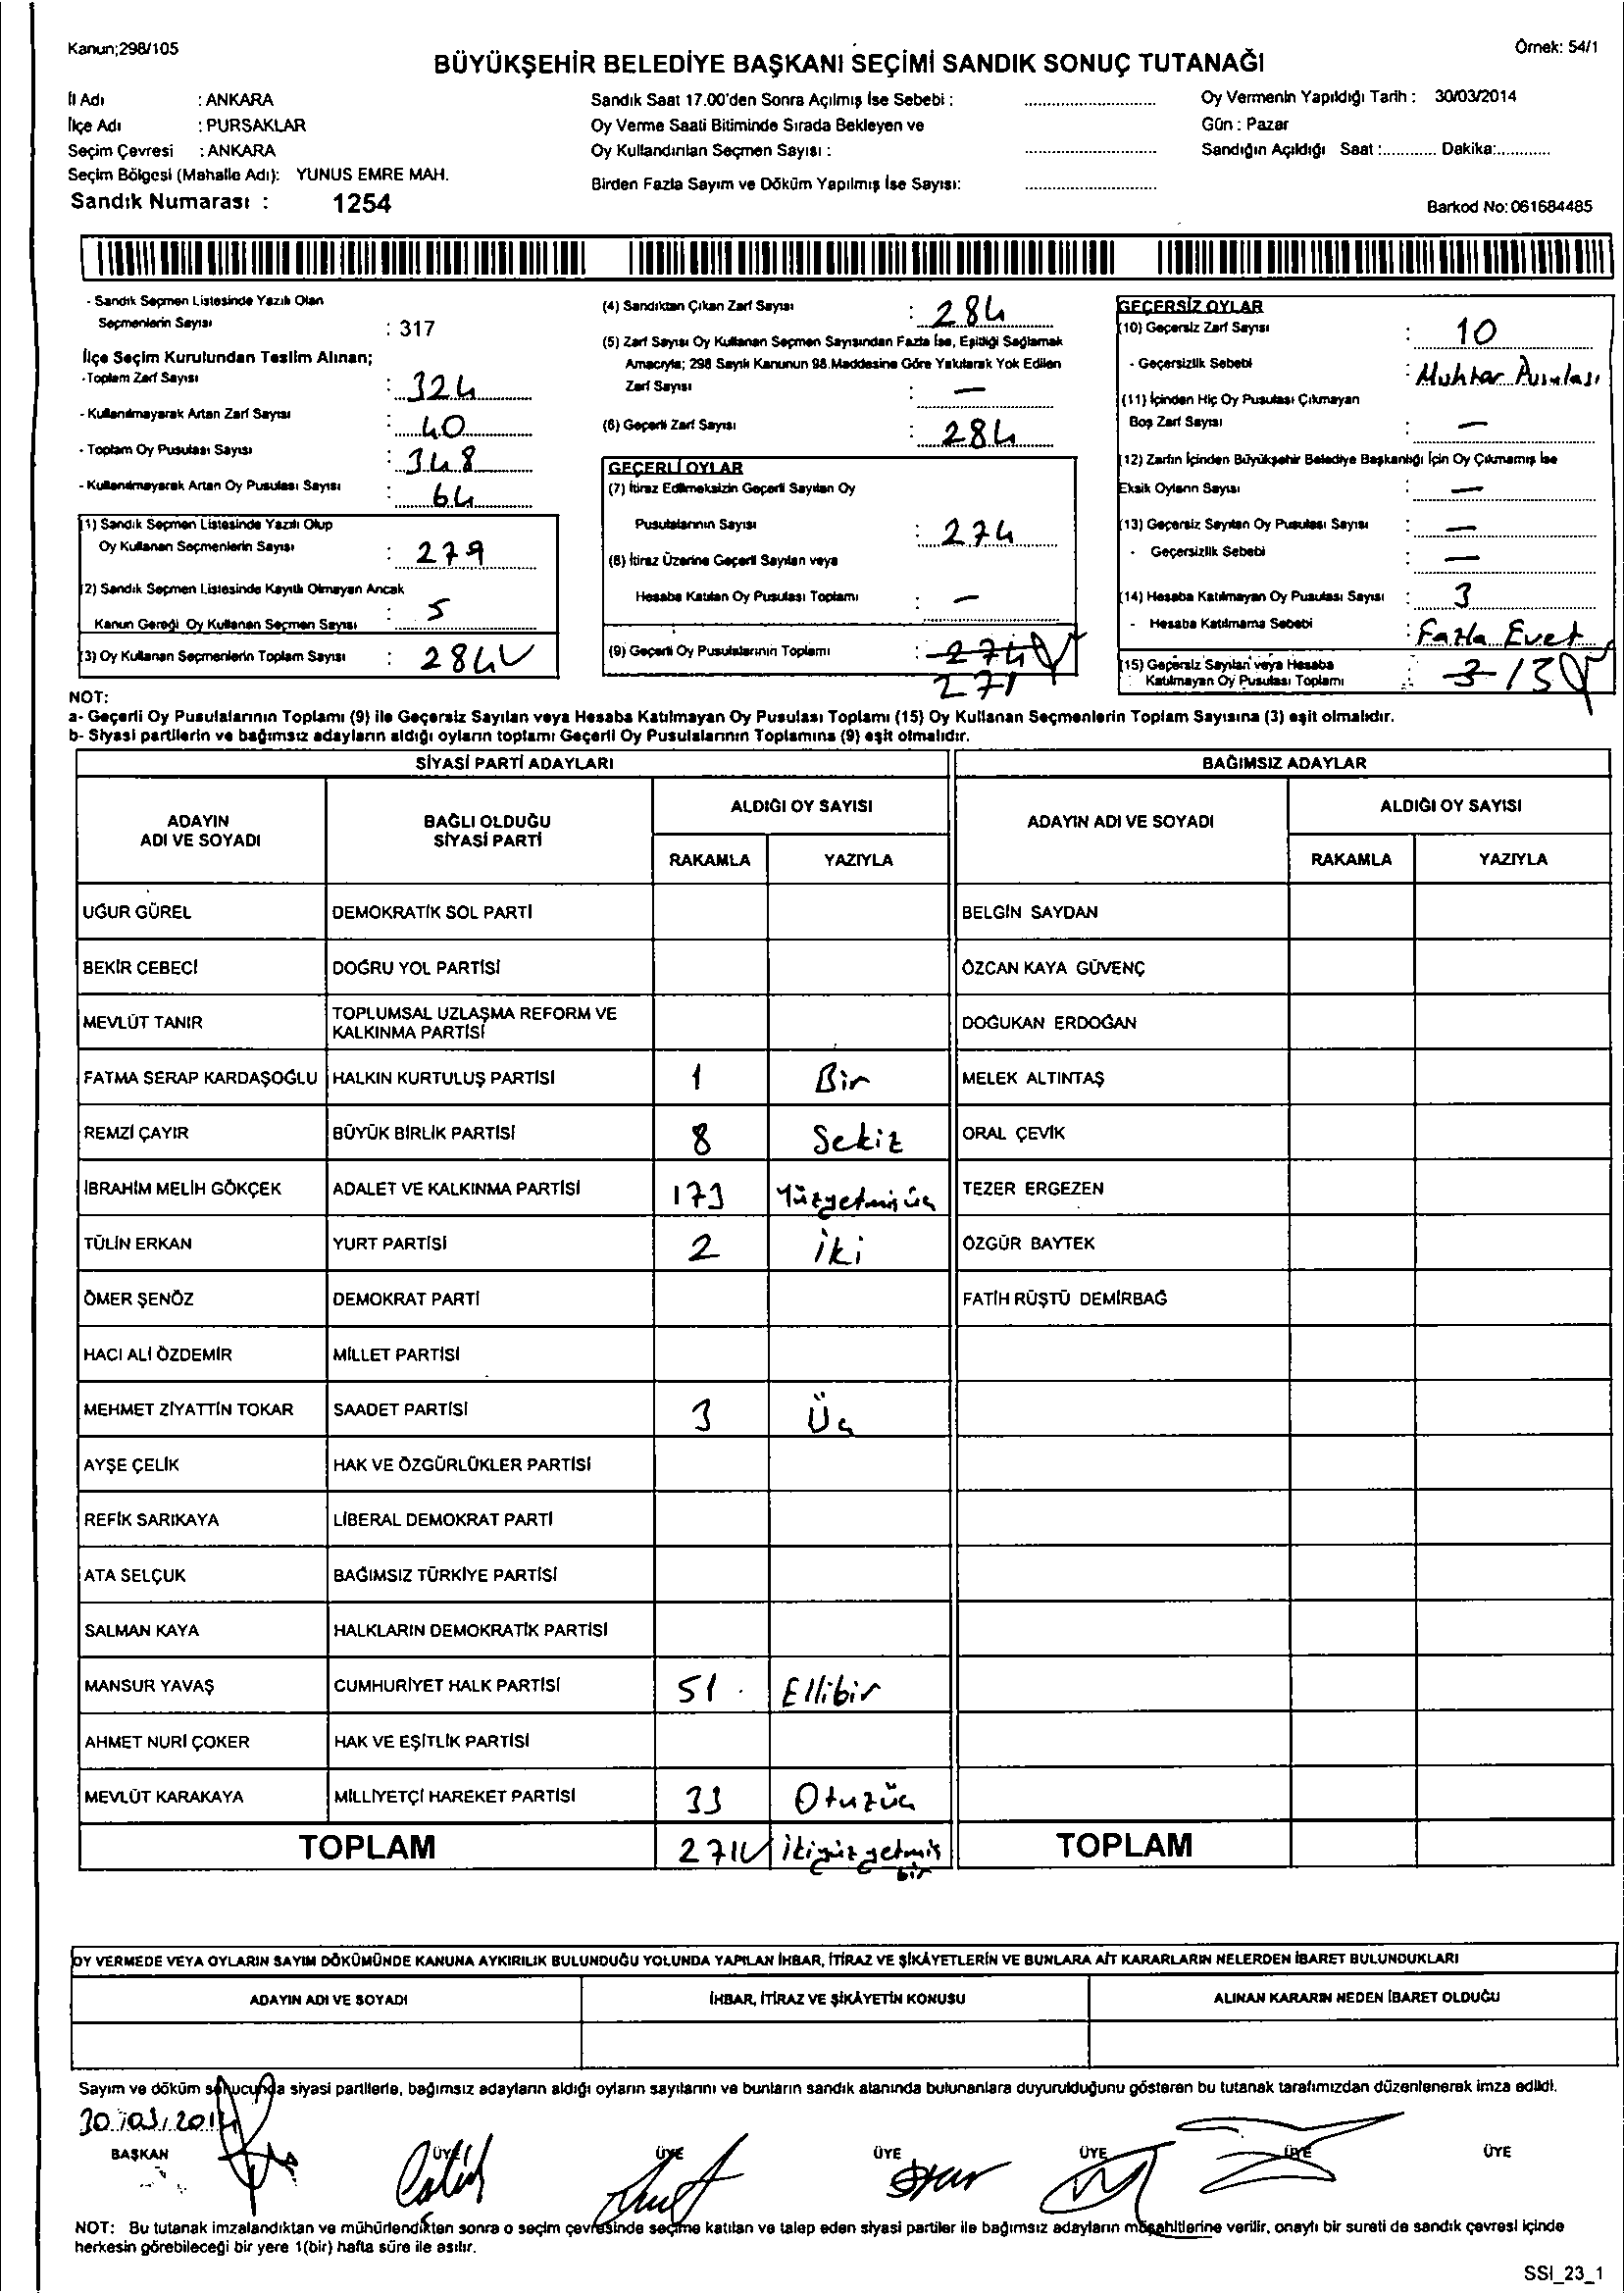 Kanun;298/105
Örnek: 54/1
BÜYÜKŞEHİR BELEDİYE BAŞKANI SEÇİMİ SANDIK SONUÇ TUTANAĞI
İl Adı : ANKARA
İlçe Adı : PURSAKLAR
Seçim Çevresi : ANKARA
Seçim Bölgesi (Mahalle Adı): YUNUS EMRE MAH.
Sandık Numarası : 1254
Sandık Saat 17.00'den Sonra Açılmış İse Sebebi :
Oy Verme Saati Bitiminde Sırada Bekleyen ve
Oy Kullandırılan Seçmen Sayısı :
Birden Fazla Sayım ve Döküm Yapılmış İse Sayısı:
Oy Vermenin Yapıldığı Tarih : 30/03/2014
Gün : Pazar
Sandığın Açıldığı Saat :............ Dakika:............
Barkod No:061684485
- Sandık Seçmen Listesinde Yazılı Olan
Seçmenlerin Sayısı : 317
İlçe Seçim Kurulundan Teslim Alınan;
-Toplam Zarf Sayısı : 324
- Kullanılmayarak Artan Zarf Sayısı : 40
- Toplam Oy Pusulası Sayısı : 348
- Kullanılmayarak Artan Oy Pusulası Sayısı : 64
(1) Sandık Seçmen Listesinde Yazılı Olup
Oy Kullanan Seçmenlerin Sayısı : 279
(2) Sandık Seçmen Listesinde Kayıtlı Olmayan Ancak
Kanun Gereği Oy Kullanan Seçmen Sayısı : 5
(3) Oy Kullanan Seçmenlerin Toplam Sayısı : 284
(4) Sandıktan Çıkan Zarf Sayısı : 284
(5) Zarf Sayısı Oy Kullanan Seçmen Sayısından Fazla İse, Eşitliği Sağlamak
Amacıyla; 298 Sayılı Kanunun 98.Maddesine Göre Yakılarak Yok Edilen
Zarf Sayısı : —
(6) Geçerli Zarf Sayısı : 284
GEÇERLİ OYLAR
(7) İtiraz Edilmeksizin Geçerli Sayılan Oy
Pusulalarının Sayısı : 274
(8) İtiraz Üzerine Geçerli Sayılan veya
Hesaba Katılan Oy Pusulası Toplamı : —
(9) Geçerli Oy Pusulalarının Toplamı : 274
271
GEÇERSİZ OYLAR
(10) Geçersiz Zarf Sayısı : 10
- Geçersizlik Sebebi : Muhtar Pusulası
(11) İçinden Hiç Oy Pusulası Çıkmayan
Boş Zarf Sayısı : —
(12) Zarfın İçinden Büyükşehir Belediye Başkanlığı İçin Oy Çıkmamış İse
Eksik Oyların Sayısı : —
(13) Geçersiz Sayılan Oy Pusulası Sayısı : —
- Geçersizlik Sebebi : —
(14) Hesaba Katılmayan Oy Pusulası Sayısı : 3
- Hesaba Katılmama Sebebi : Fazla Evet
(15) Geçersiz Sayılan veya Hesaba
Katılmayan Oy Pusulası Toplamı : 3 13
NOT:
a- Geçerli Oy Pusulalarının Toplamı (9) ile Geçersiz Sayılan veya Hesaba Katılmayan Oy Pusulası Toplamı (15) Oy Kullanan Seçmenlerin Toplam Sayısına (3) eşit olmalıdır.
b- Siyasi partilerin ve bağımsız adayların aldığı oyların toplamı Geçerli Oy Pusulalarının Toplamına (9) eşit olmalıdır.
SİYASİ PARTİ ADAYLARI BAĞIMSIZ ADAYLAR
ADAYIN ADI VE SOYADI BAĞLI OLDUĞU SİYASİ PARTİ ALDIĞI OY SAYISI ADAYIN ADI VE SOYADI ALDIĞI OY SAYISI
RAKAMLA YAZIYLA RAKAMLA YAZIYLA
UĞUR GÜREL DEMOKRATİK SOL PARTİ BELGİN SAYDAN
BEKİR CEBECİ DOĞRU YOL PARTİSİ ÖZCAN KAYA GÜVENÇ
MEVLÜT TANIR TOPLUMSAL UZLAŞMA REFORM VE KALKINMA PARTİSİ DOĞUKAN ERDOĞAN
FATMA SERAP KARDAŞOĞLU HALKIN KURTULUŞ PARTİSİ 1 Bir MELEK ALTINTAŞ
REMZİ ÇAYIR BÜYÜK BİRLİK PARTİSİ 8 Sekiz ORAL ÇEVİK
İBRAHİM MELİH GÖKÇEK ADALET VE KALKINMA PARTİSİ 173 Yüzyetmişüç TEZER ERGEZEN
TÜLİN ERKAN YURT PARTİSİ 2 İki ÖZGÜR BAYTEK
ÖMER ŞENÖZ DEMOKRAT PARTİ FATİH RÜŞTÜ DEMİRBAĞ
HACI ALİ ÖZDEMİR MİLLET PARTİSİ
MEHMET ZİYATTİN TOKAR SAADET PARTİSİ 3 Üç
AYŞE ÇELİK HAK VE ÖZGÜRLÜKLER PARTİSİ
REFİK SARIKAYA LİBERAL DEMOKRAT PARTİ
ATA SELÇUK BAĞIMSIZ TÜRKİYE PARTİSİ
SALMAN KAYA HALKLARIN DEMOKRATİK PARTİSİ
MANSUR YAVAŞ CUMHURİYET HALK PARTİSİ 51 Ellibir
AHMET NURİ ÇOKER HAK VE EŞİTLİK PARTİSİ
MEVLÜT KARAKAYA MİLLİYETÇİ HAREKET PARTİSİ 33 Otuzüç
TOPLAM 271 ikiyüzyetmiş bir TOPLAM
OY VERMEDE VEYA OYLARIN SAYIM DÖKÜMÜNDE KANUNA AYKIRILIK BULUNDUĞU YOLUNDA YAPILAN İHBAR, İTİRAZ VE ŞİKÂYETLERİN VE BUNLARA AİT KARARLARIN NELERDEN İBARET BULUNDUKLARI
ADAYIN ADI VE SOYADI İHBAR, İTİRAZ VE ŞİKÂYETİN KONUSU ALINAN KARARIN NEDEN İBARET OLDUĞU
Sayım ve döküm sonucunda siyasi partilerle, bağımsız adayların aldığı oyların sayılarını ve bunların sandık alanında bulunanlara duyurulduğunu gösteren bu tutanak tarafımızdan düzenlenerek imza edildi.
30/03/2014
BAŞKAN ÜYE ÜYE ÜYE ÜYE ÜYE ÜYE
NOT: Bu tutanak imzalandıktan ve mühürlendikten sonra o seçim çevresinde seçime katılan ve talep eden siyasi partiler ile bağımsız adayların müşahitlerine verilir, onaylı bir sureti de sandık çevresi içinde
herkesin görebileceği bir yere 1(bir) hafta süre ile asılır.
SSI_23_1